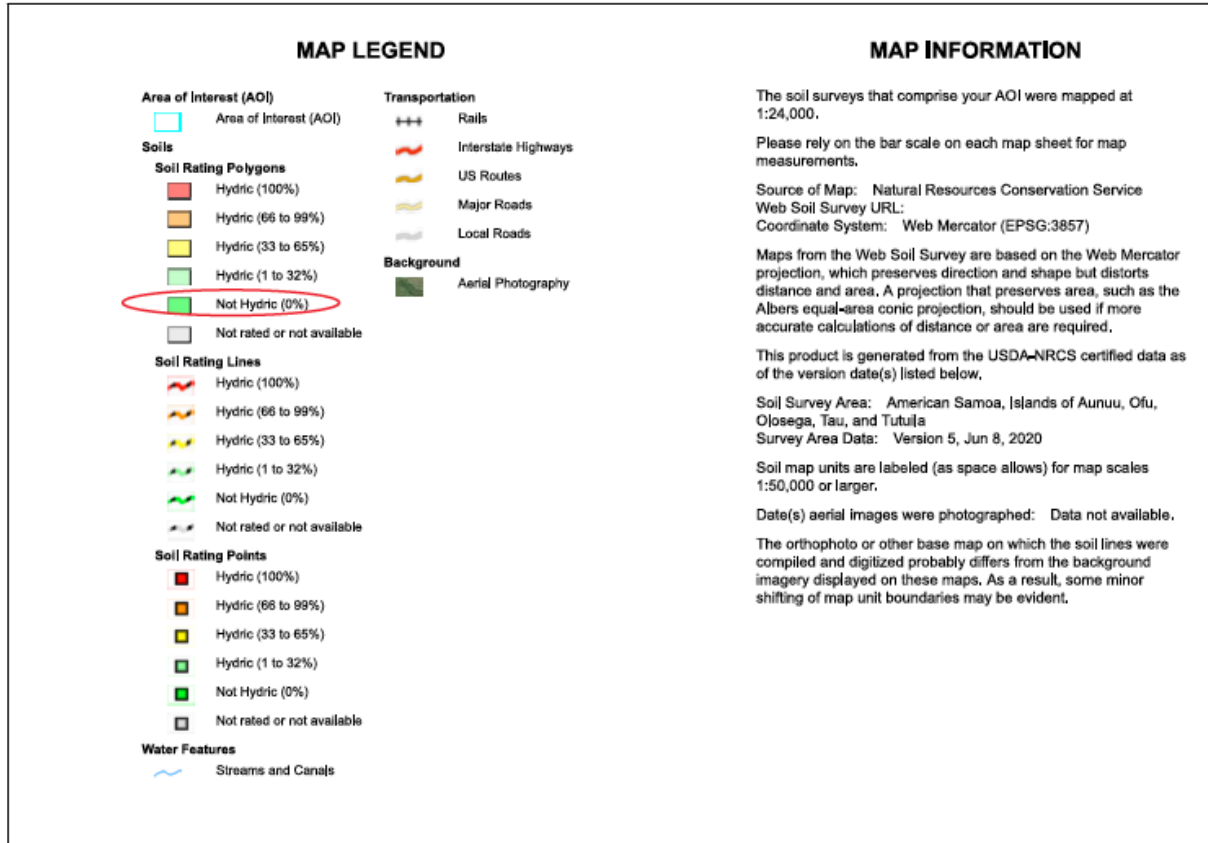 MAP LEGEND
Area of Interest (AOI)
Area of Interest (AOI)
Soils
Soil Rating Polygons
Hydric (100%)
Hydric (66 to 99%)
Hydric (33 to 65%)
Hydric (1 to 32%)
Not Hydric (0%)
Not rated or not available
Soil Rating Lines
Hydric (100%)
Hydric (66 to 99%)
Hydric (33 to 65%)
Hydric (1 to 32%)
Not Hydric (0%)
Not rated or not available
Soil Rating Points
Hydric (100%)
Hydric (66 to 99%)
Hydric (33 to 65%)
Hydric (1 to 32%)
Not Hydric (0%)
Not rated or not available
Water Features
Streams and Canals
Transportation
Rails
Interstate Highways
US Routes
Major Roads
Local Roads
Background
Aerial Photography
MAP INFORMATION
The soil surveys that comprise your AOI were mapped at
1:24,000.
Please rely on the bar scale on each map sheet for map
measurements.
Source of Map: Natural Resources Conservation Service
Web Soil Survey URL:
Coordinate System: Web Mercator (EPSG:3857)
Maps from the Web Soil Survey are based on the Web Mercator
projection, which preserves direction and shape but distorts
distance and area. A projection that preserves area, such as the
Albers equal-area conic projection, should be used if more
accurate calculations of distance or area are required.
This product is generated from the USDA-NRCS certified data as
of the version date(s) listed below.
Soil Survey Area: American Samoa, Islands of Aunuu, Ofu,
Olosega, Tau, and Tutuila
Survey Area Data: Version 5, Jun 8, 2020
Soil map units are labeled (as space allows) for map scales
1:50,000 or larger.
Date(s) aerial images were photographed: Data not available.
The orthophoto or other base map on which the soil lines were
compiled and digitized probably differs from the background
imagery displayed on these maps. As a result, some minor
shifting of map unit boundaries may be evident.